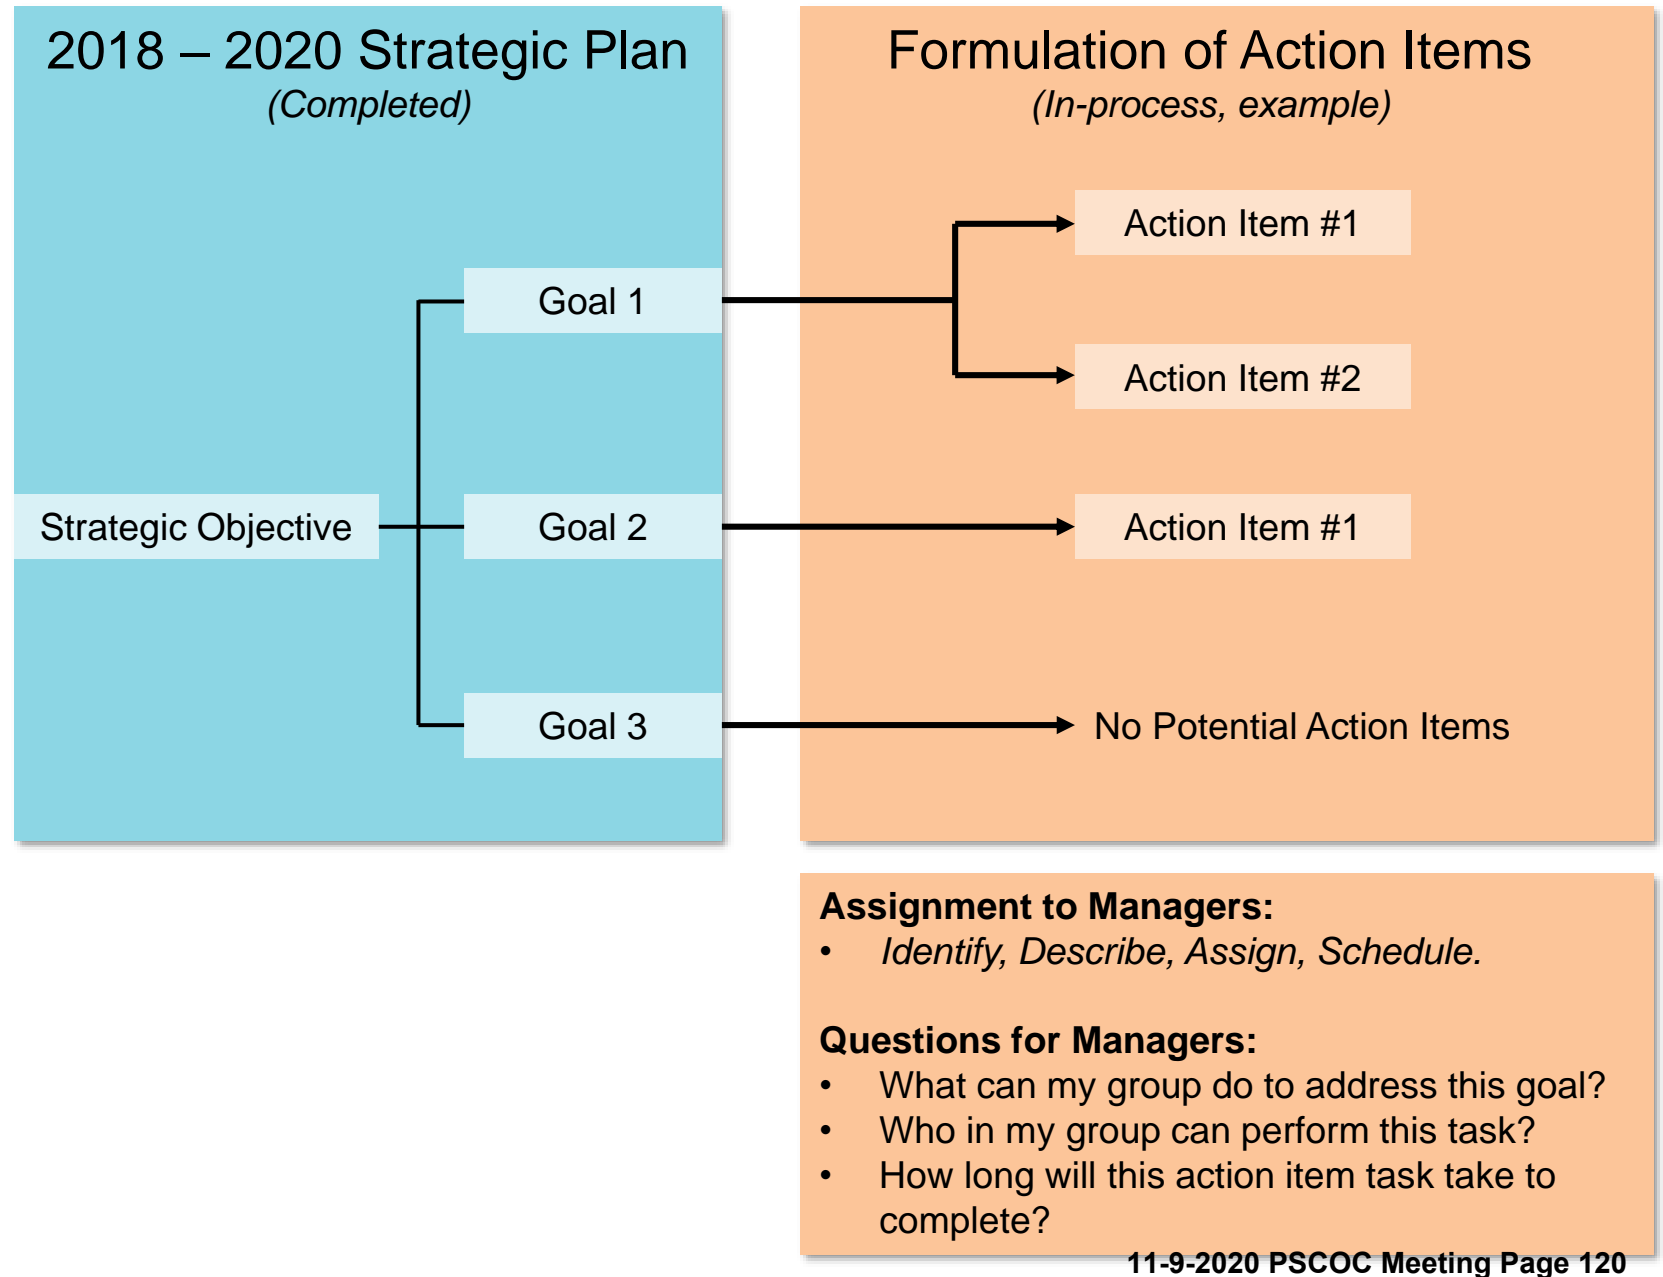 2018 – 2020 Strategic Plan
(Completed)
Strategic Objective
Goal 1
Goal 2
Goal 3
Formulation of Action Items
(In-process, example)
Action Item #1
Action Item #2
Action Item #1
No Potential Action Items
Assignment to Managers:
• Identify, Describe, Assign, Schedule.
Questions for Managers:
• What can my group do to address this goal?
• Who in my group can perform this task?
• How long will this action item task take to
complete?
11-9-2020 PSCOC Meeting Page 120